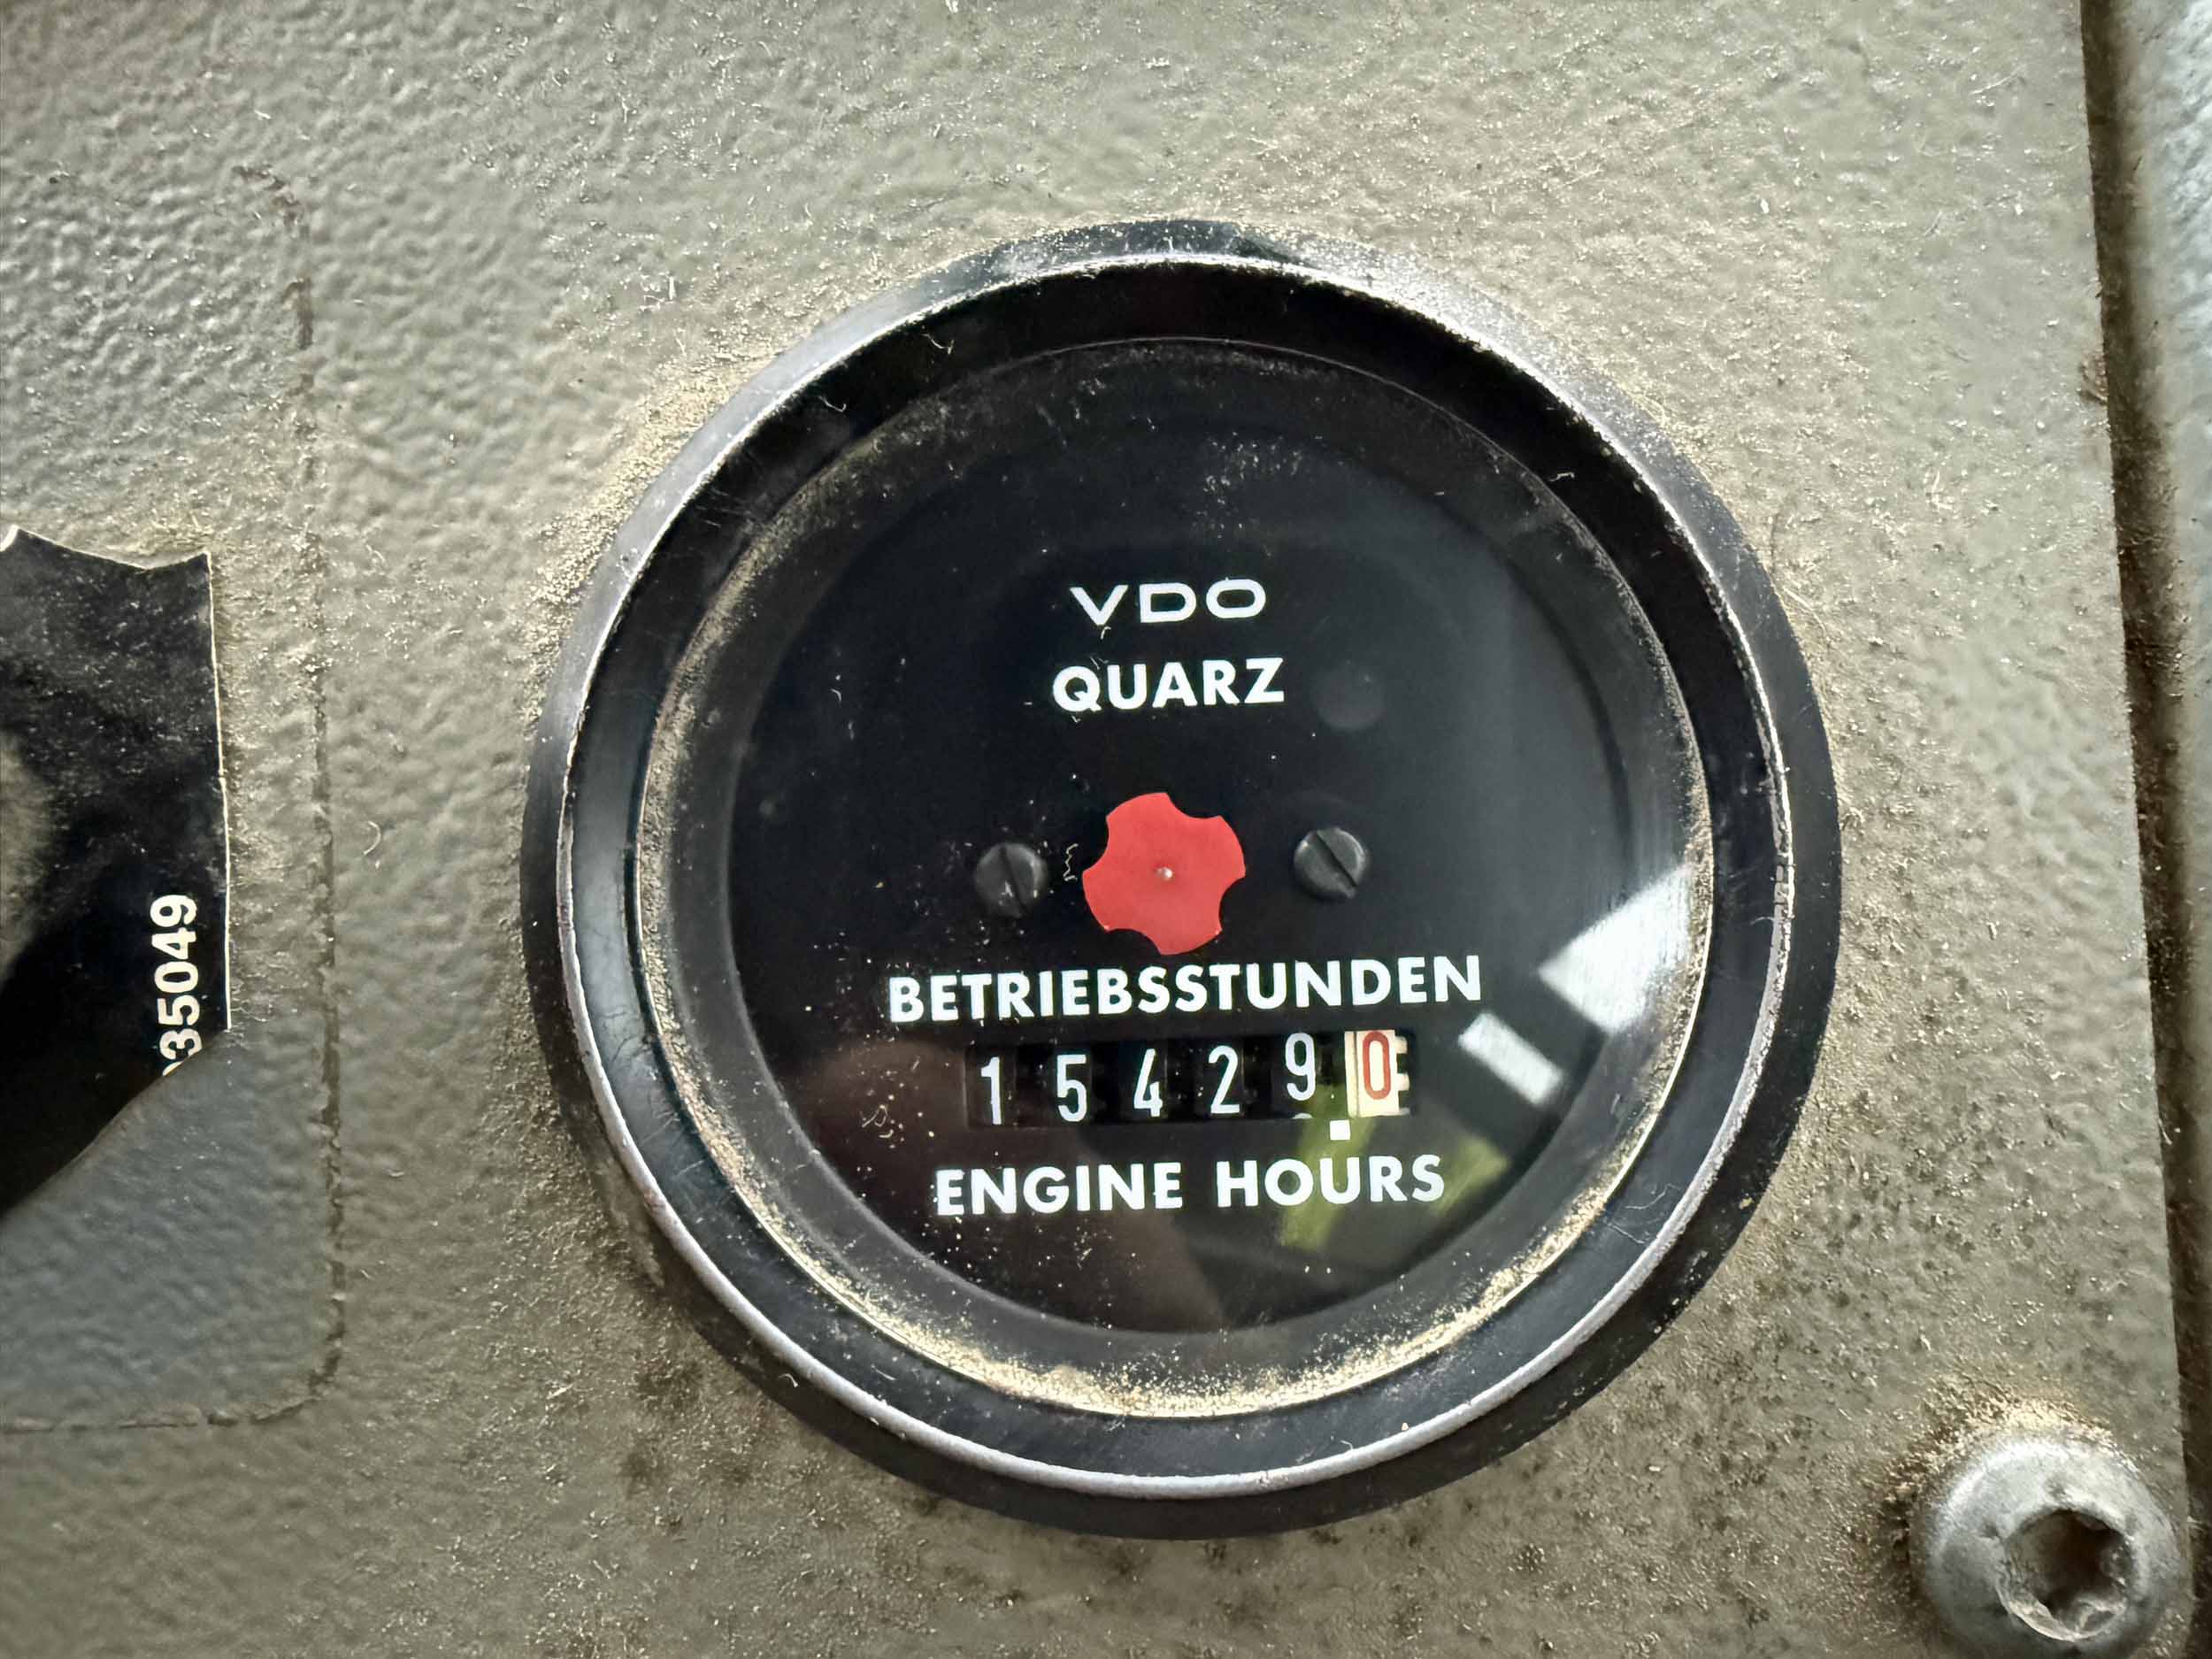 VDO
QUARZ
BETRIEBSSTUNDEN
15429.0
ENGINE HOURS
35049